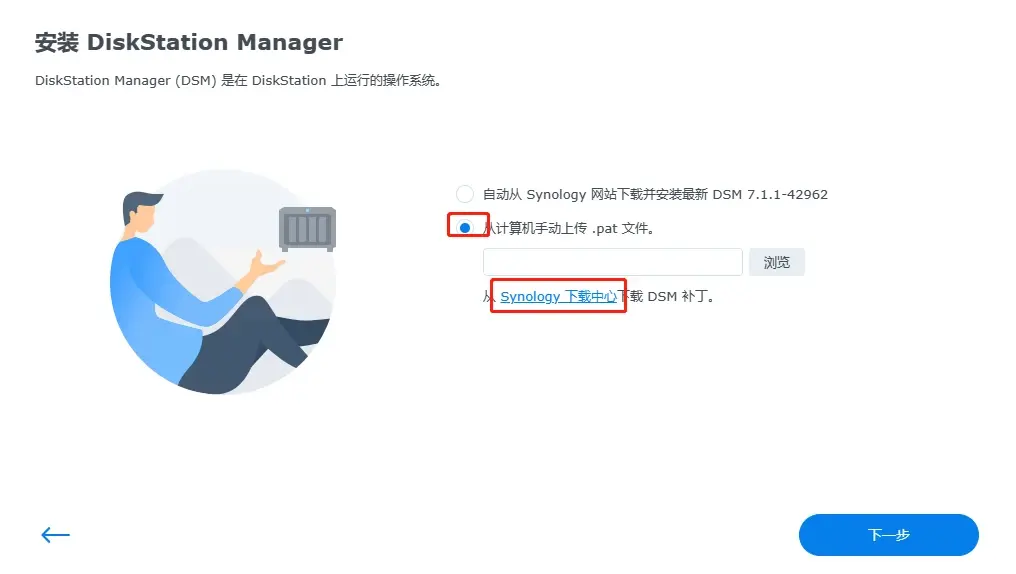 安装 DiskStation Manager
DiskStation Manager (DSM) 是在 DiskStation 上运行的操作系统。
自动从 Synology 网站下载并安装最新 DSM 7.1.1-42962
从计算机手动上传 .pat 文件。
浏览
从 Synology 下载中心下载 DSM 补丁。
下一步